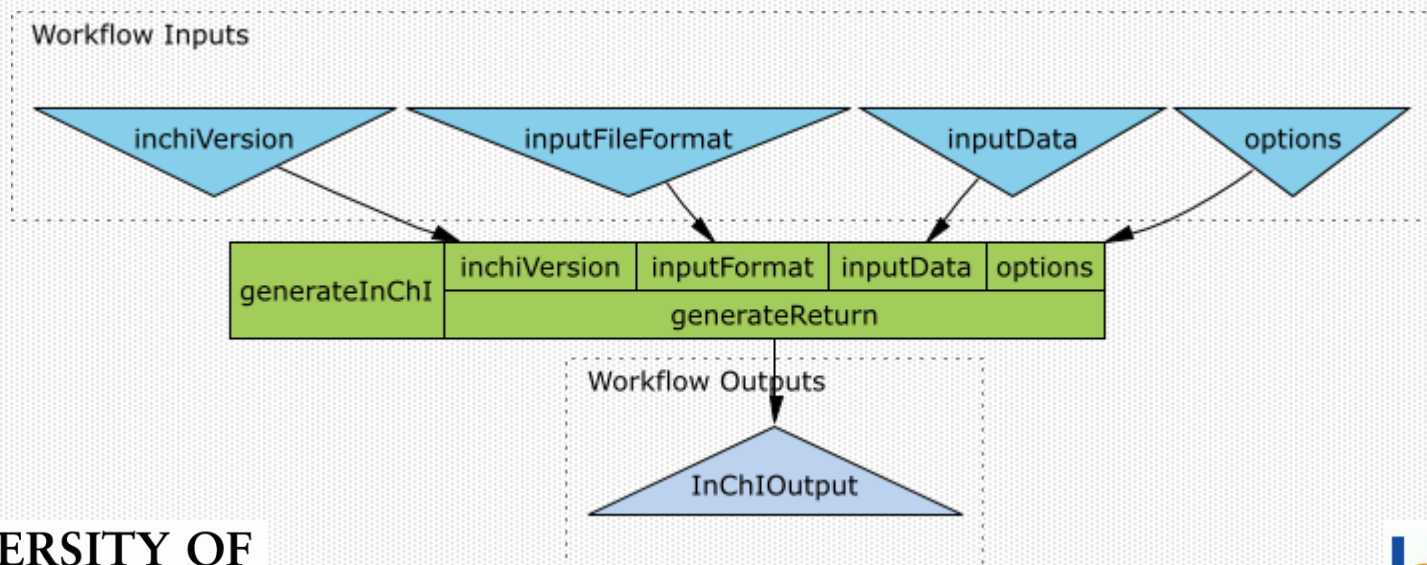 Workflow Inputs
inchiVersion inputFileFormat inputData options
inchiVersion inputFormat inputData options
generateInChI
generateReturn
Workflow Outputs
InChIOutput
ERSITY OF